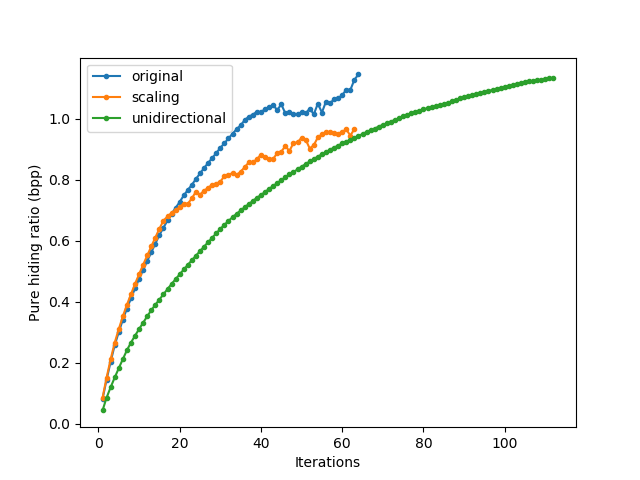 original
scaling
unidirectional
Pure hiding ratio (bpp)
1.0
0.8
0.6
0.4
0.2
0.0
0 20 40 60 80 100
Iterations